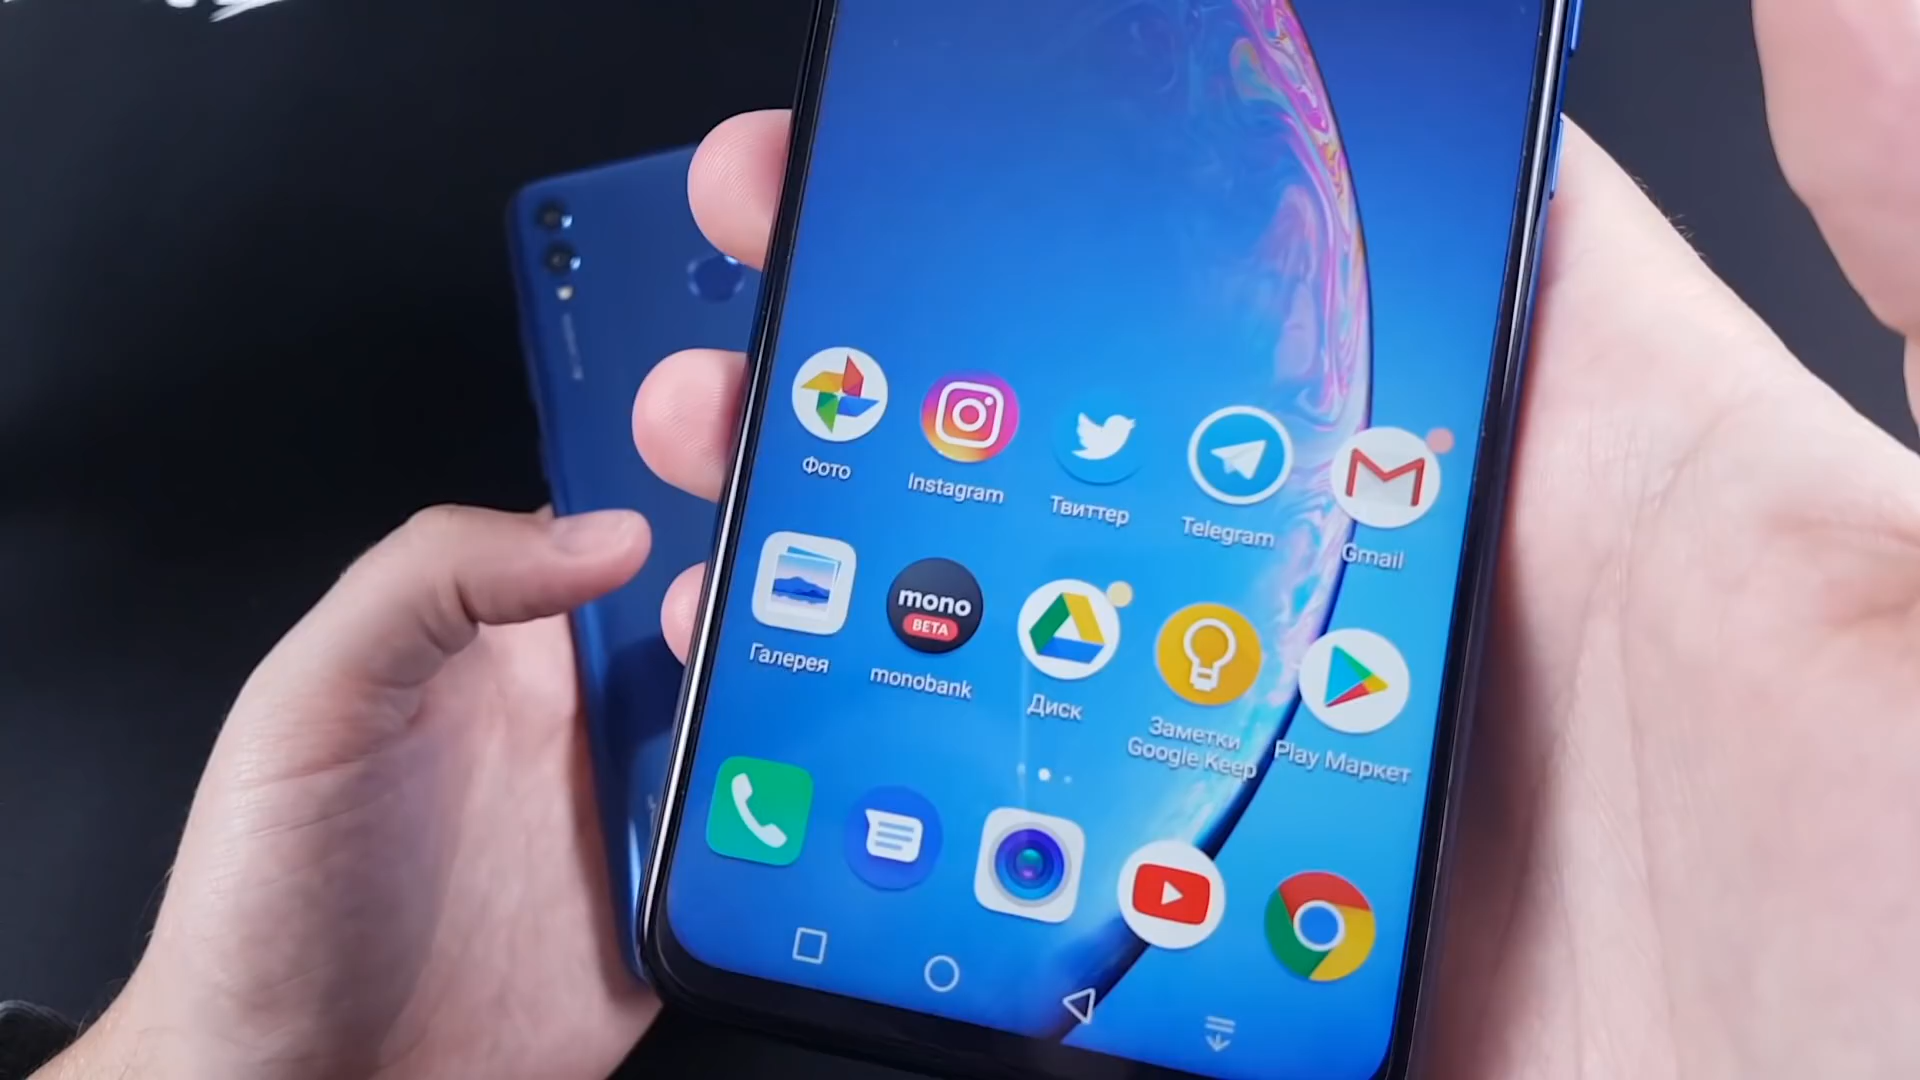 Фото
Instagram
Твиттер
Telegram
Gmail
mono
BETA
Галерея
monobank
Диск
Заметки
Google Keep
Play Маркет